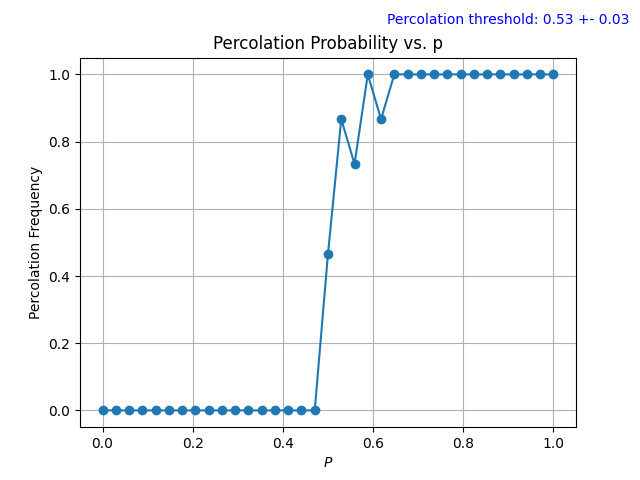 Percolation threshold: 0.53 +- 0.03
Percolation Probability vs. p
1.0
0.8
0.6
0.4
0.2
0.0
Percolation Frequency
0.0 0.2 0.4 0.6 0.8 1.0
P